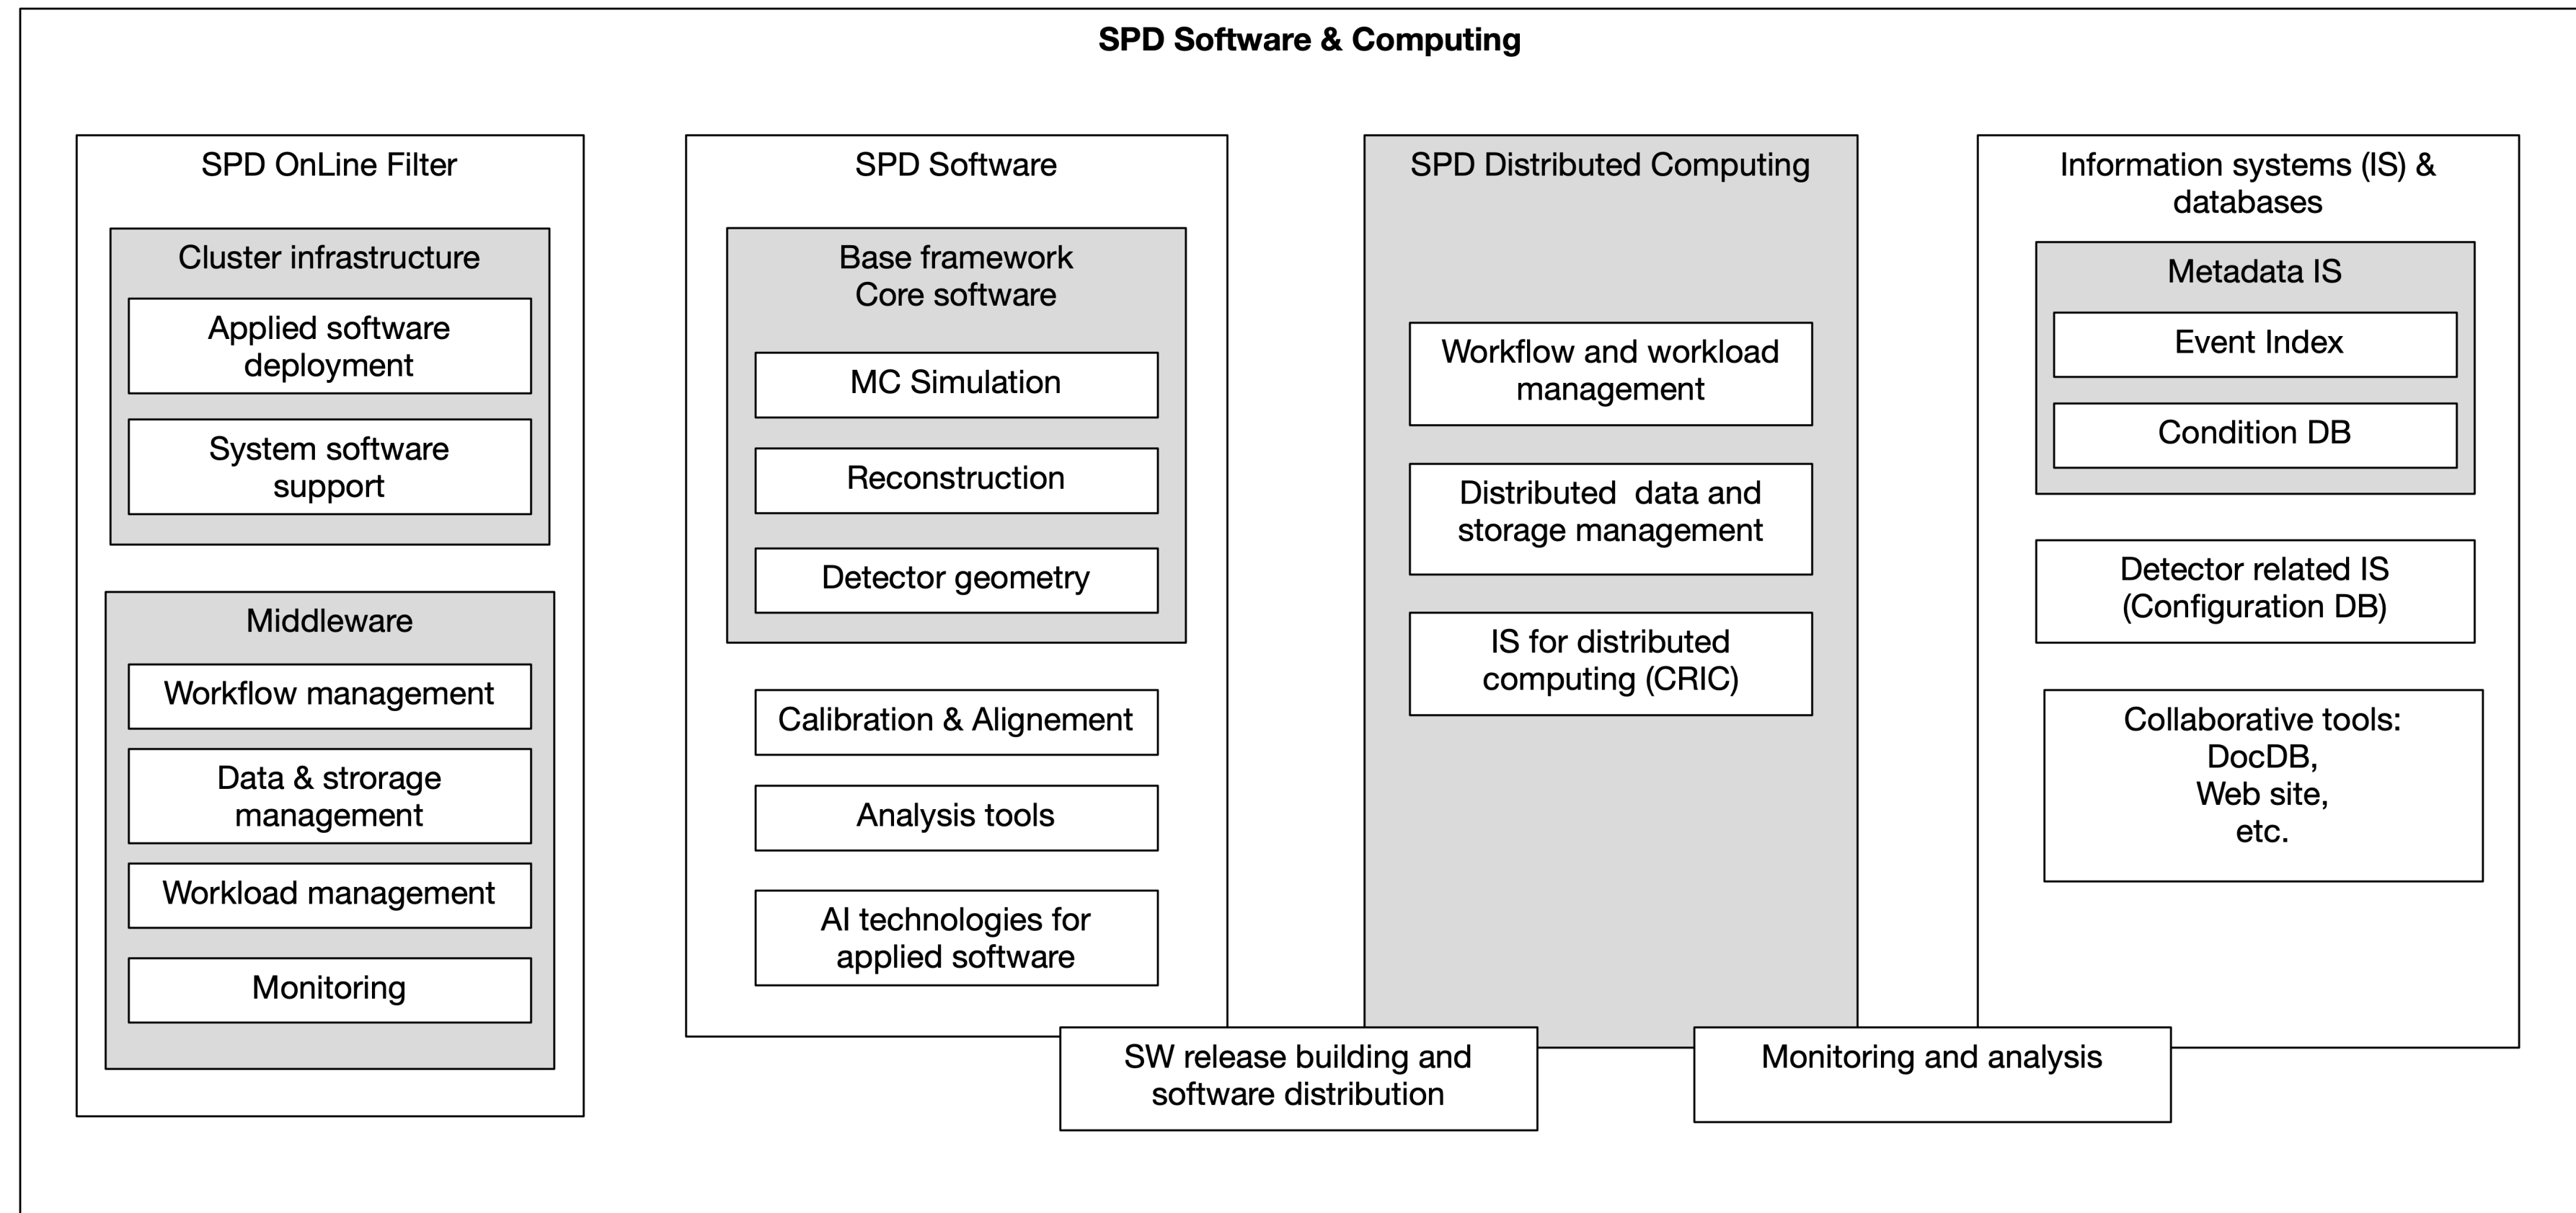 SPD Software & Computing
SPD OnLine Filter
Cluster infrastructure
Applied software
deployment
System software
support
Middleware
Workflow management
Data & strorage
management
Workload management
Monitoring
SPD Software
Base framework
Core software
MC Simulation
Reconstruction
Detector geometry
Calibration & Alignement
Analysis tools
AI technologies for
applied software
SW release building and
software distribution
SPD Distributed Computing
Workflow and workload
management
Distributed  data and
storage management
IS for distributed
computing (CRIC)
Monitoring and analysis
Information systems (IS) &
databases
Metadata IS
Event Index
Condition DB
Detector related IS
(Configuration DB)
Collaborative tools:
DocDB,
Web site,
etc.